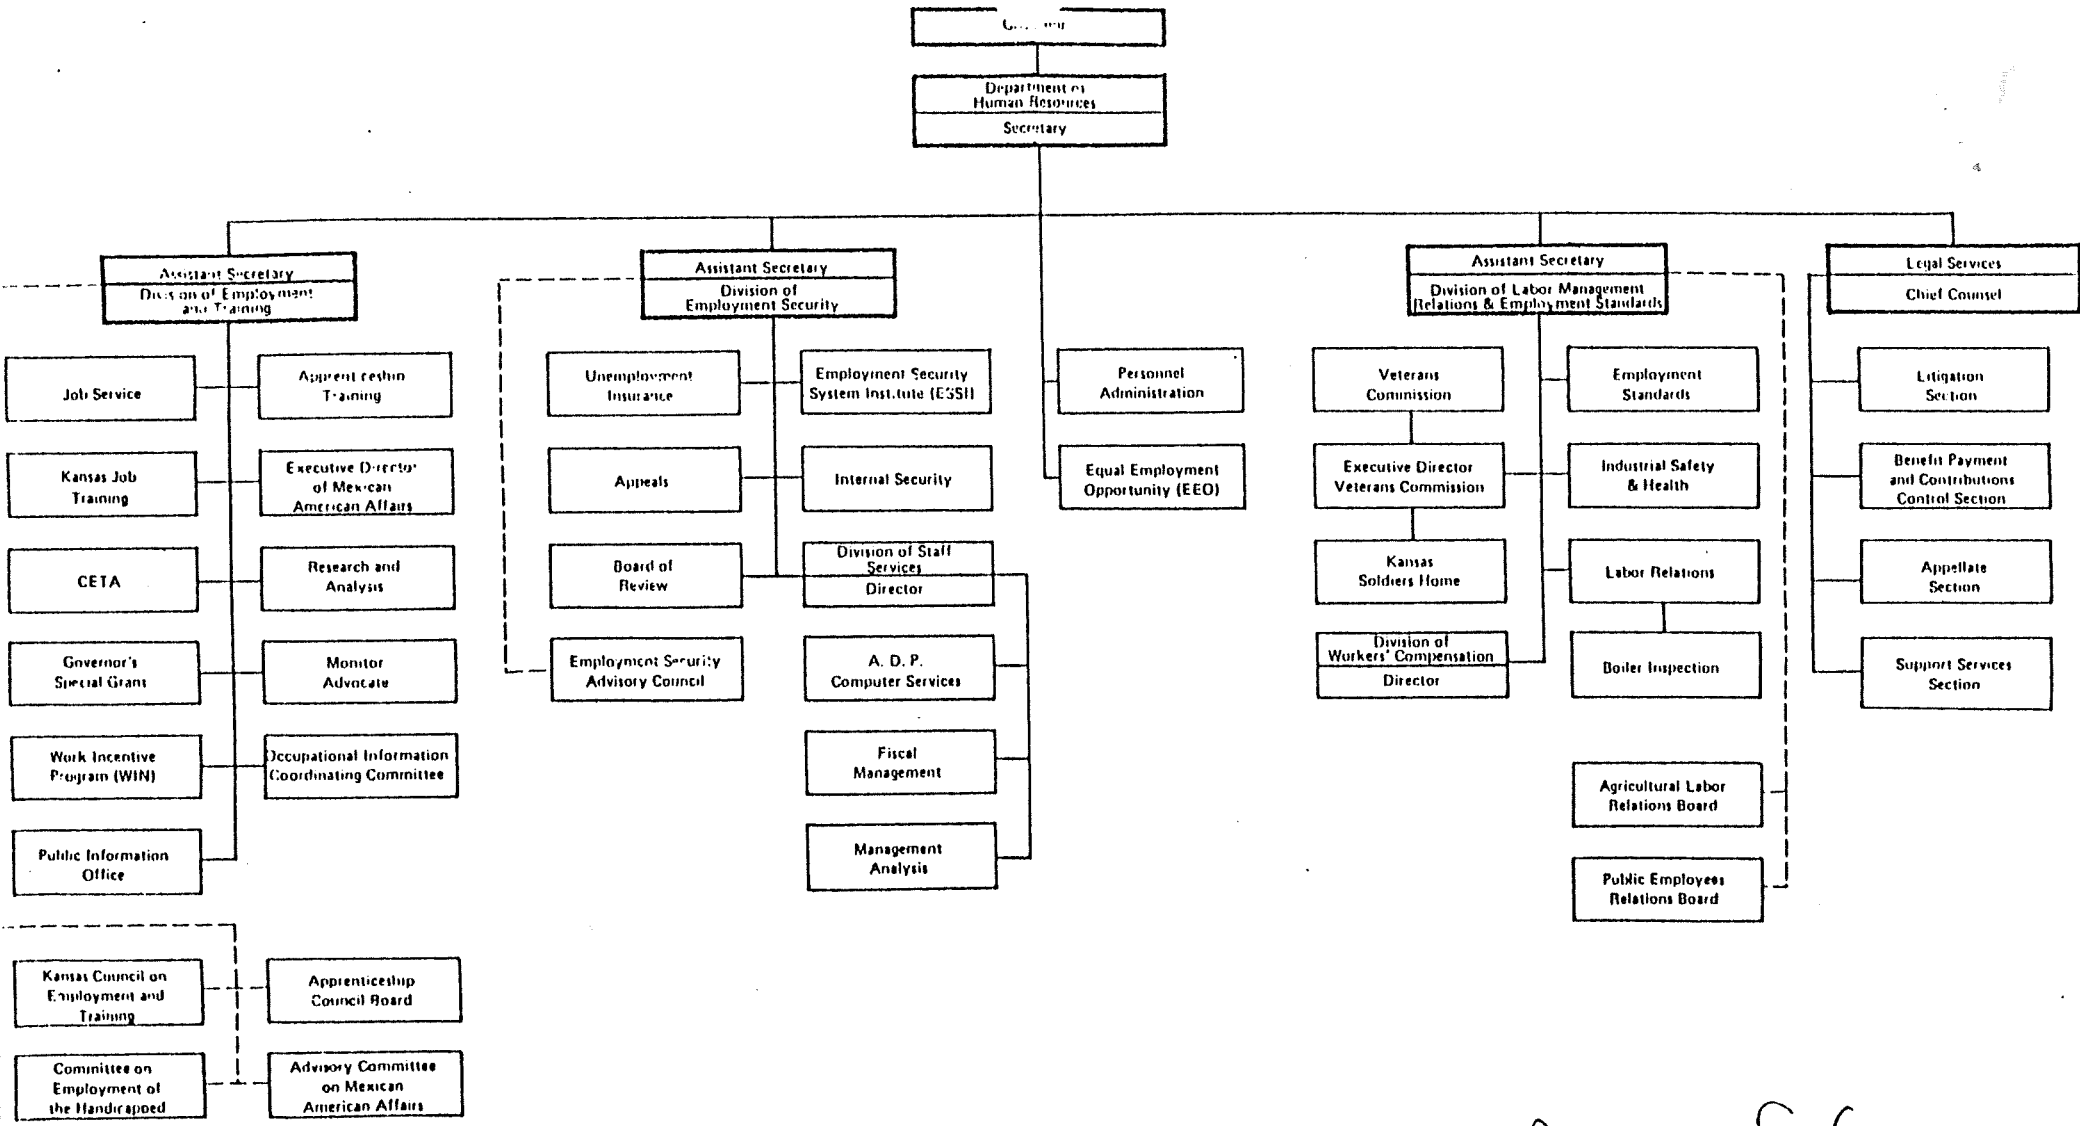 Department of
Human Resources
Secretary
Assistant Secretary
Division of Employment
and Training
Job Service
Apprenticeship
Training
Kansas Job
Training
Executive Director
of Mexican
American Affairs
CETA
Research and
Analysis
Governor's
Special Grant
Monitor
Advocate
Work Incentive
Program (WIN)
Occupational Information
Coordinating Committee
Public Information
Office
Kansas Council on
Employment and
Training
Apprenticeship
Council Board
Committee on
Employment of
the Handicapped
Advisory Committee
on Mexican
American Affairs
Assistant Secretary
Division of
Employment Security
Unemployment
Insurance
Employment Security
System Institute (ESSI)
Appeals
Internal Security
Board of
Review
Division of Staff
Services
Director
Employment Security
Advisory Council
A. D. P.
Computer Services
Fiscal
Management
Management
Analysis
Personnel
Administration
Equal Employment
Opportunity (EEO)
Assistant Secretary
Division of Labor Management
Relations & Employment Standards
Veterans
Commission
Employment
Standards
Executive Director
Veterans Commission
Industrial Safety
& Health
Kansas
Soldiers Home
Labor Relations
Division of
Workers' Compensation
Director
Boiler Inspection
Agricultural Labor
Relations Board
Public Employees
Relations Board
Legal Services
Chief Counsel
Litigation
Section
Benefit Payment
and Contributions
Control Section
Appellate
Section
Support Services
Section